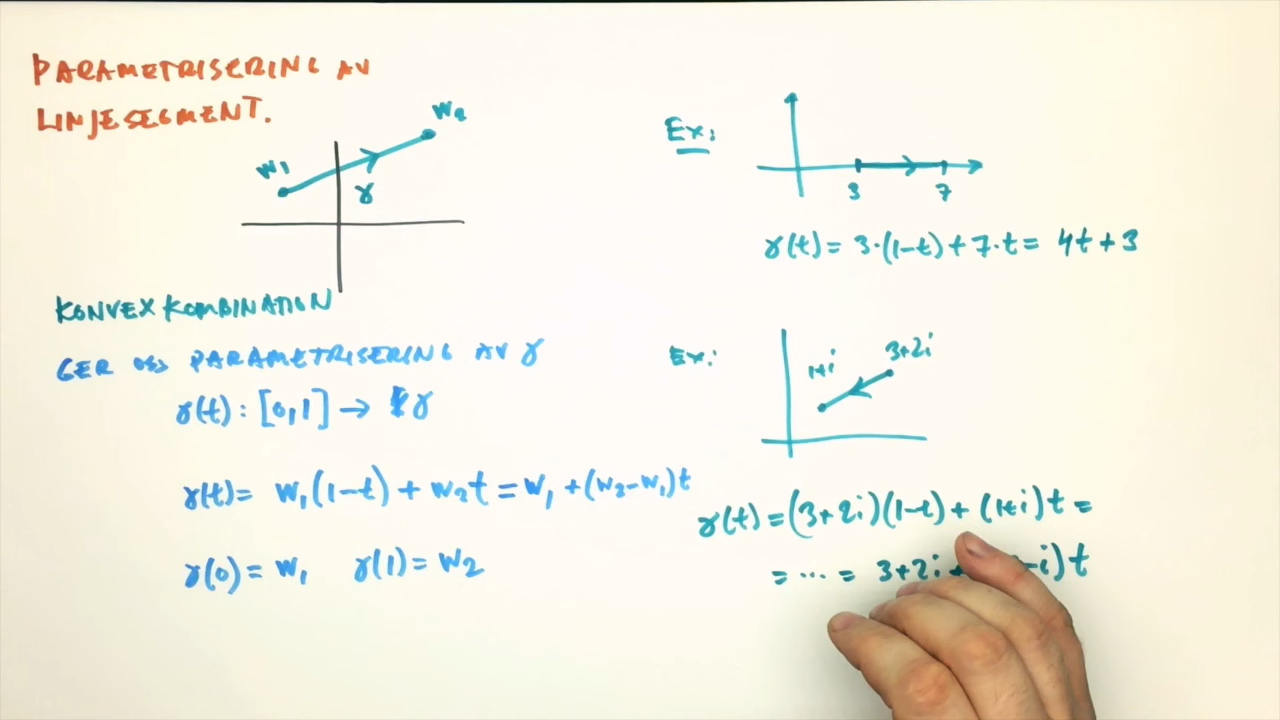 PARAMETRISERING AV
LINJESEGMENT.
w₁
w₂
γ
KONVEXKOMBINATION
GER OSS PARAMETRISERING AV γ
γ(t): [0,1] → γ
γ(t) = w₁(1-t) + w₂t = w₁ + (w₂-w₁)t
γ(0) = w₁ γ(1) = w₂
Ex:
3 7
γ(t) = 3·(1-t) + 7·t = 4t+3
Ex:
1+i
3+2i
γ(t) = (3+2i)(1-t) + (1+i)t =
= ... = 3+2i -i)t